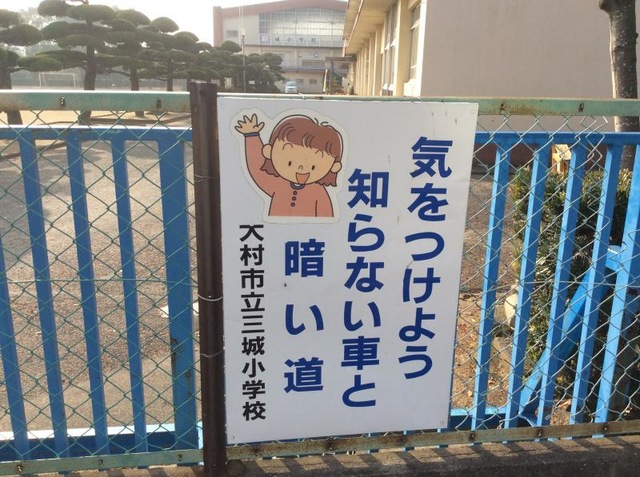 気をつけよう
知らない車と
暗い道
大村市立三城小学校